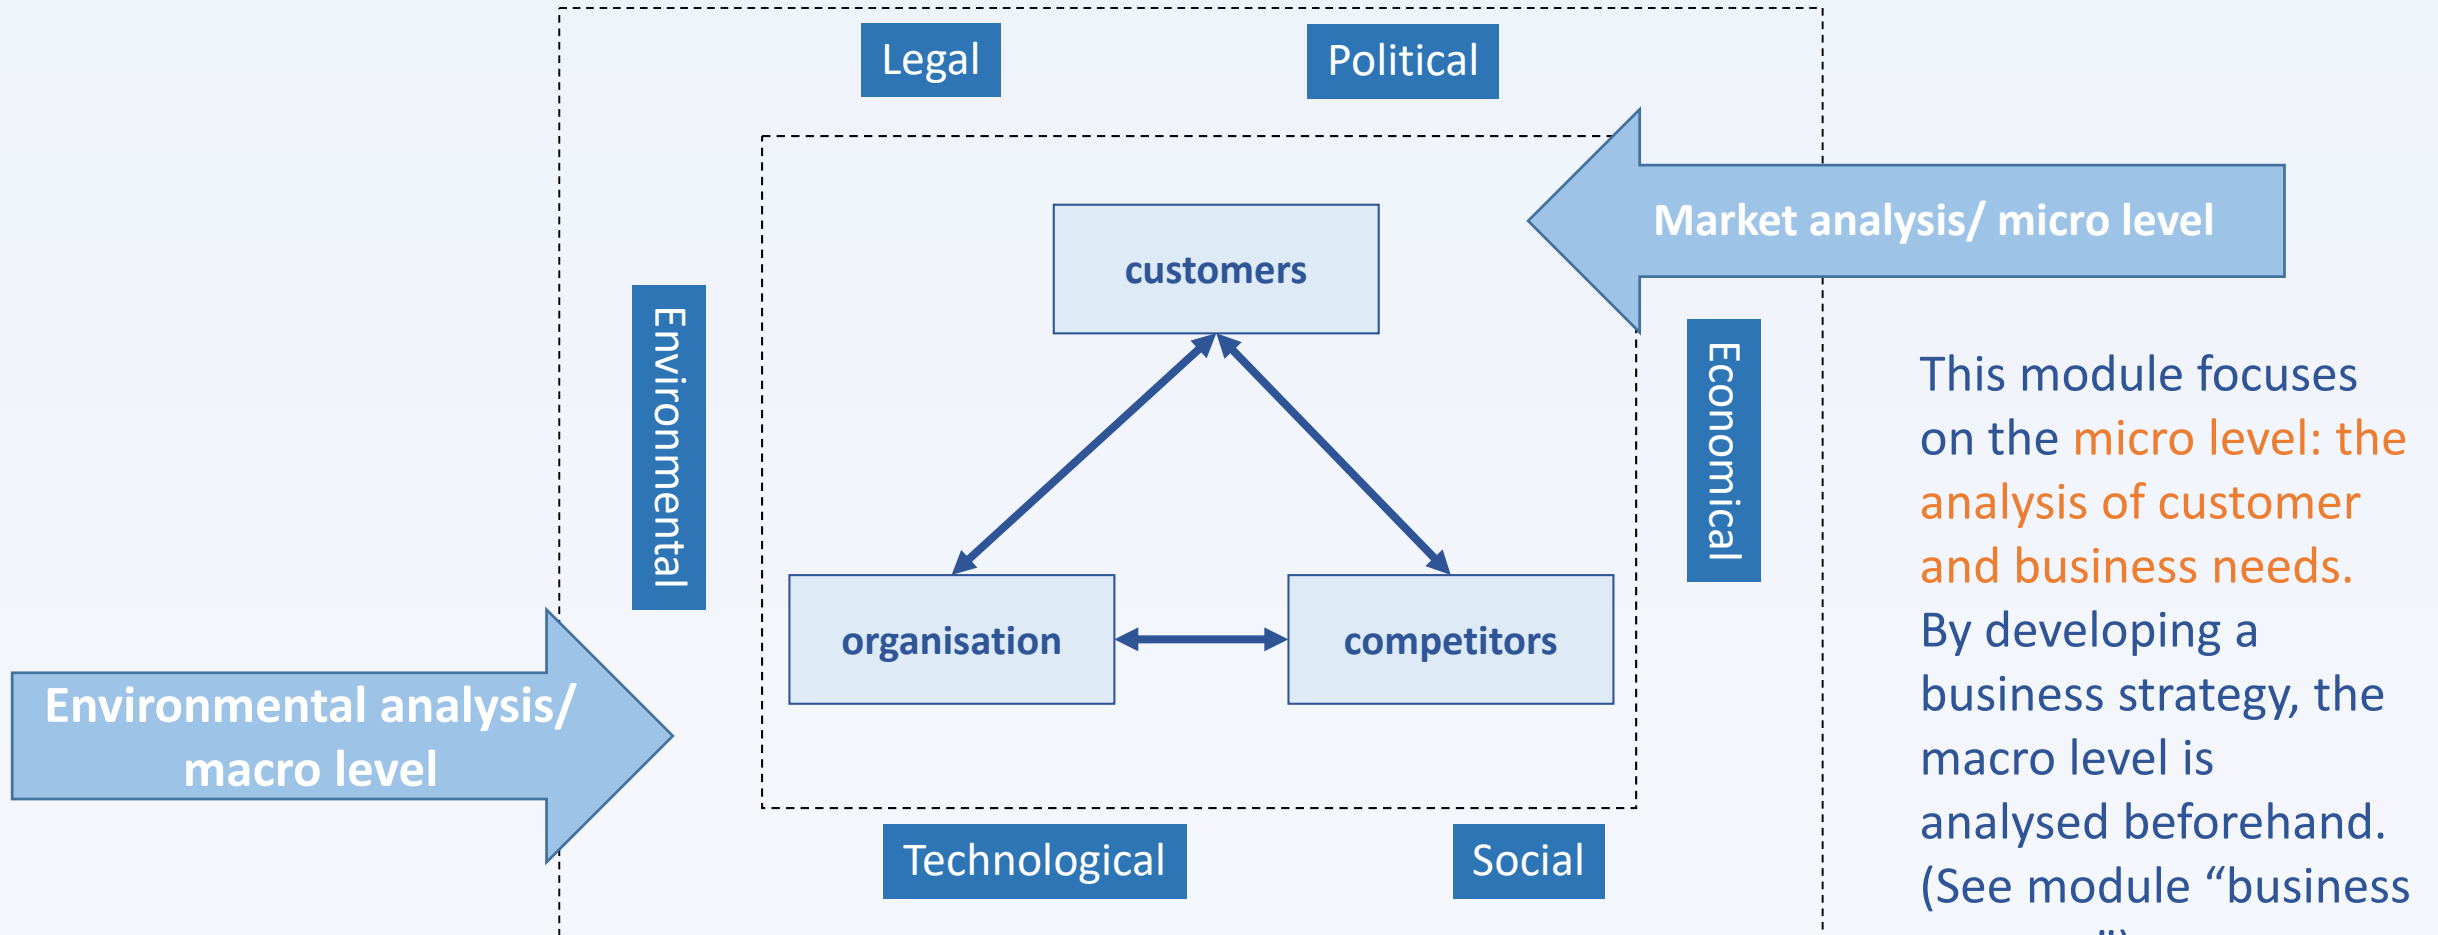 Legal
Political
Market analysis/ micro level
customers
Environmental
Economical
organisation
competitors
Environmental analysis/
macro level
Technological
Social
This module focuses
on the micro level: the
analysis of customer
and business needs.
By developing a
business strategy, the
macro level is
analysed beforehand.
(See module “business